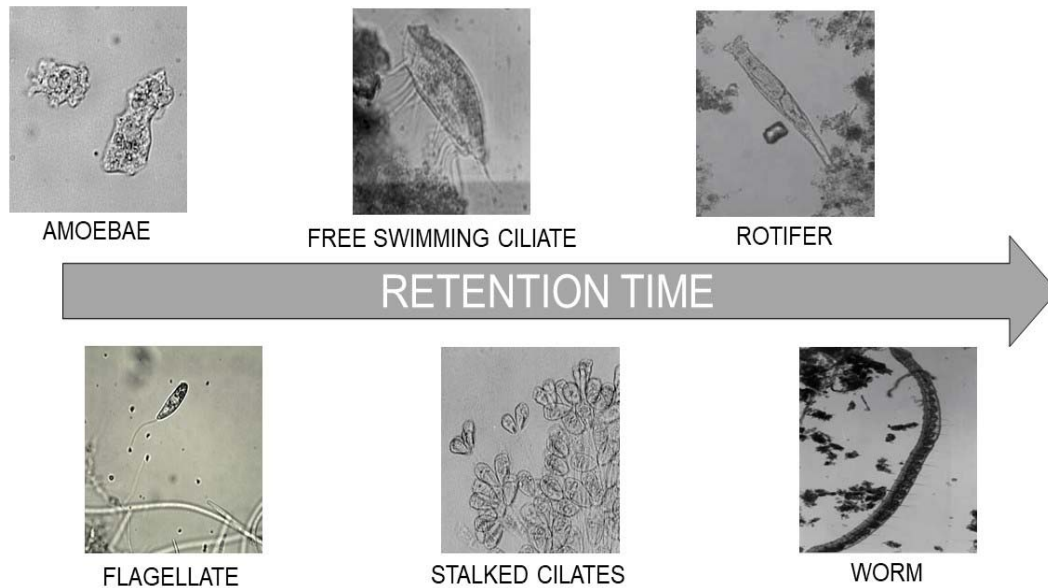 AMOEBAE
FREE SWIMMING CILIATE
ROTIFER
RETENTION TIME
FLAGELLATE
STALKED CILATES
WORM